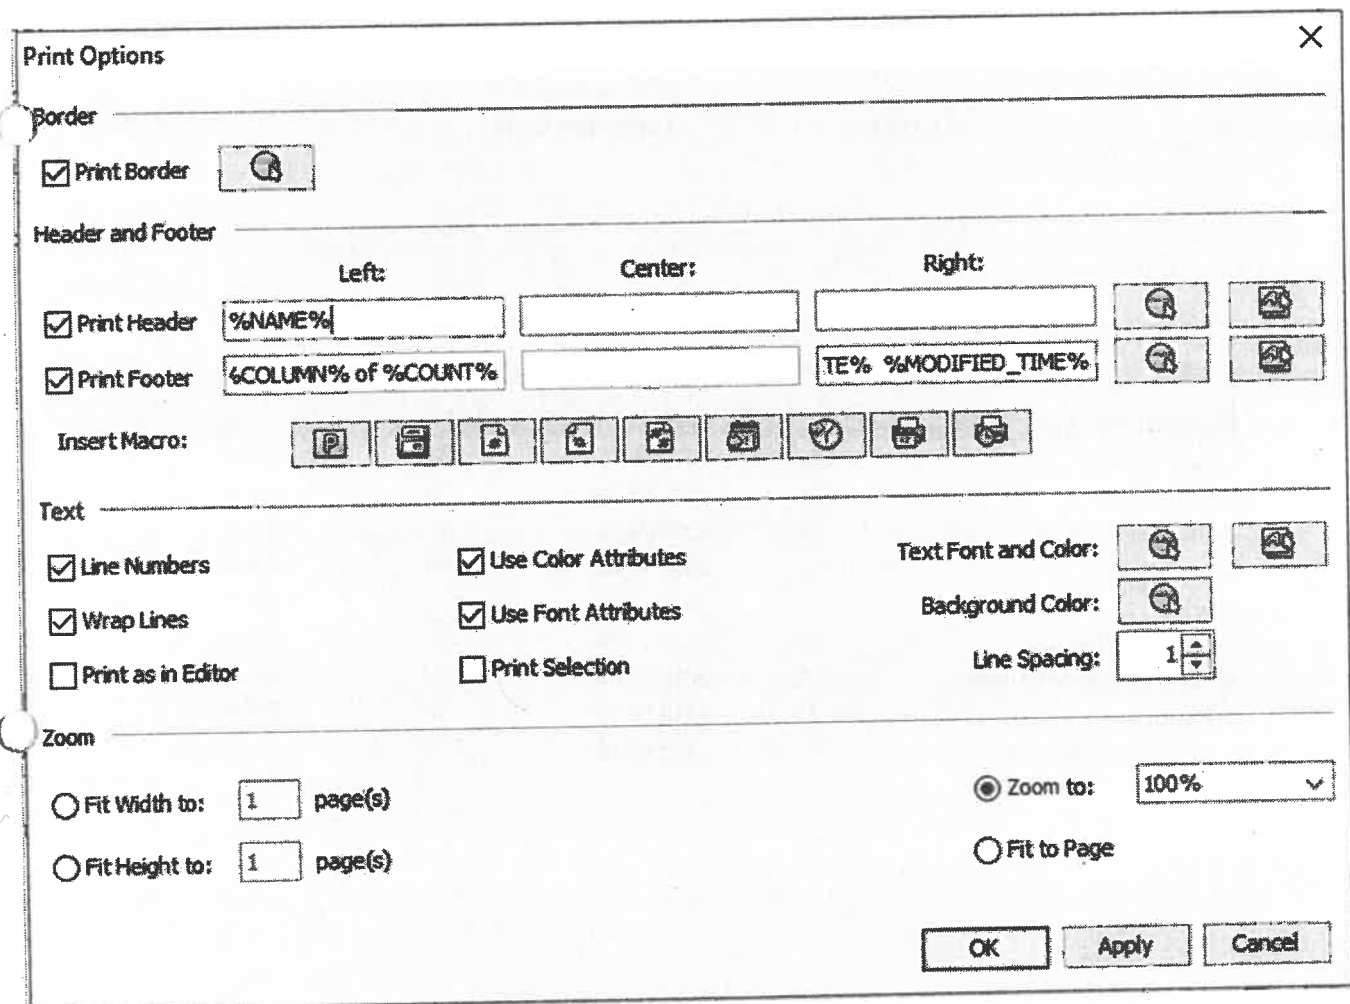 Print Options
Border
Print Border
Header and Footer
Left: Center: Right:
Print Header %NAME%
Print Footer %COLUMN% of %COUNT% TE% %MODIFIED_TIME%
Insert Macro:
Text
Line Numbers Use Color Attributes Text Font and Color:
Wrap Lines Use Font Attributes Background Color:
Print as in Editor Print Selection Line Spacing: 1
Zoom
Fit Width to: 1 page(s) Zoom to: 100%
Fit Height to: 1 page(s) Fit to Page
OK Apply Cancel